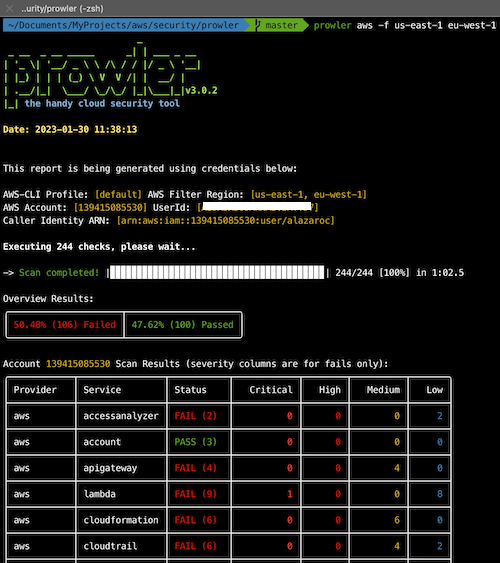 ..urity/prowler (-zsh)
~/Documents/MyProjects/aws/security/prowler master prowler aws -f us-east-1 eu-west-1
prowler
v3.0.2
the handy cloud security tool
Date: 2023-01-30 11:38:13
This report is being generated using credentials below:
AWS-CLI Profile: [default] AWS Filter Region: [us-east-1, eu-west-1]
AWS Account: [139415085530] UserId: [
Caller Identity ARN: [arn:aws:iam::139415085530:user/alazaroc]
Executing 244 checks, please wait...
-> Scan completed! | | 244/244 [100%] in 1:02.5
Overview Results:
50.48% (106) Failed 47.62% (100) Passed
Account 139415085530 Scan Results (severity columns are for fails only):
Provider Service Status Critical High Medium Low
aws accessanalyzer FAIL (2) 0 0 0 2
aws account PASS (3) 0 0 0 0
aws apigateway FAIL (4) 0 0 4 0
aws lambda FAIL (9) 1 0 0 8
aws cloudformation FAIL (6) 0 0 6 0
aws cloudtrail FAIL (6) 0 0 4 2